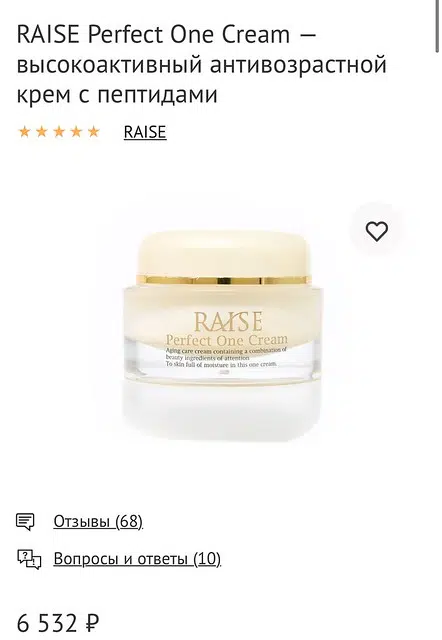 RAISE Perfect One Cream —
высокоактивный антивозрастной
крем с пептидами
RAISE
RAISE
Perfect One Cream
Aging care cream containing a combination of
beauty ingredients of attention
To skin full of moisture in this one cream.
Отзывы (68)
Вопросы и ответы (10)
6 532 ₽